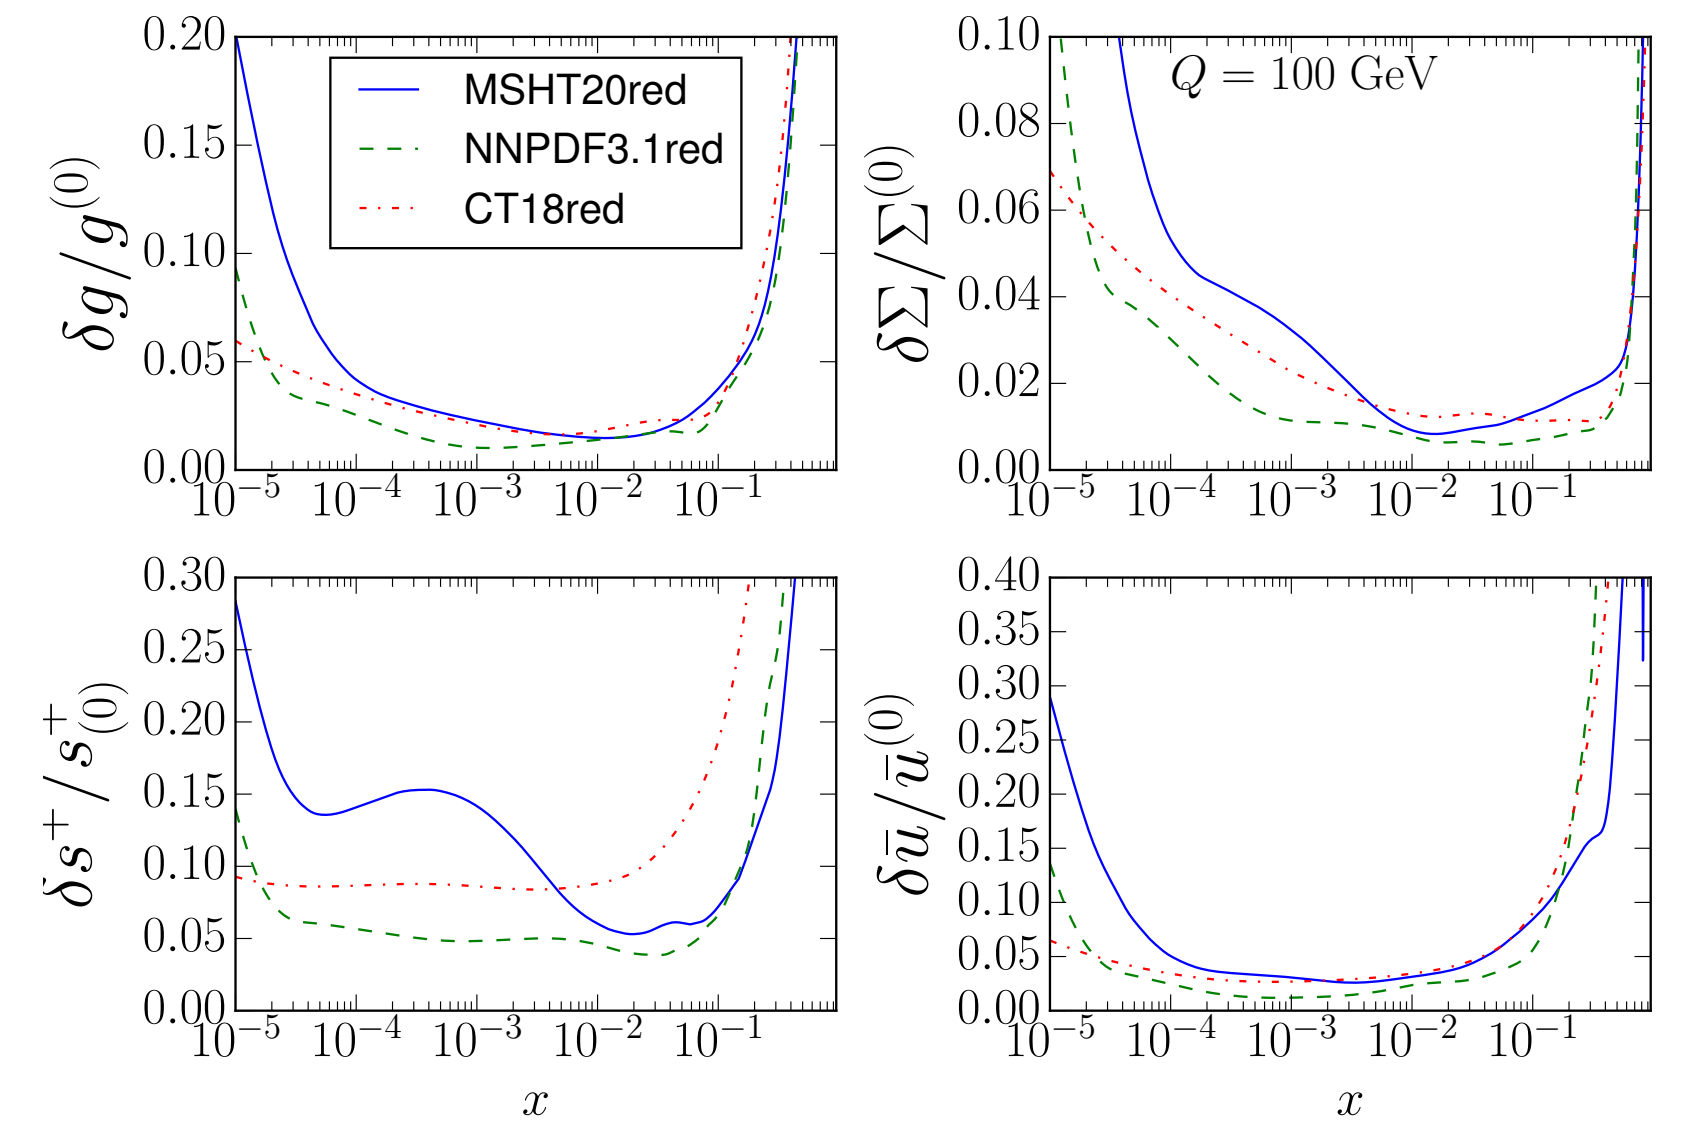 0.20
0.15
0.10
0.05
0.00
δg/g⁽⁰⁾
MSHT20red
NNPDF3.1red
CT18red
10⁻⁵ 10⁻⁴ 10⁻³ 10⁻² 10⁻¹
0.10
0.08
0.06
0.04
0.02
0.00
δΣ/Σ⁽⁰⁾
Q = 100 GeV
10⁻⁵ 10⁻⁴ 10⁻³ 10⁻² 10⁻¹
0.30
0.25
0.20
0.15
0.10
0.05
0.00
δs⁺/s⁺₍₀₎
10⁻⁵ 10⁻⁴ 10⁻³ 10⁻² 10⁻¹
x
0.40
0.35
0.30
0.25
0.20
0.15
0.10
0.05
0.00
δū/ū⁽⁰⁾
10⁻⁵ 10⁻⁴ 10⁻³ 10⁻² 10⁻¹
x